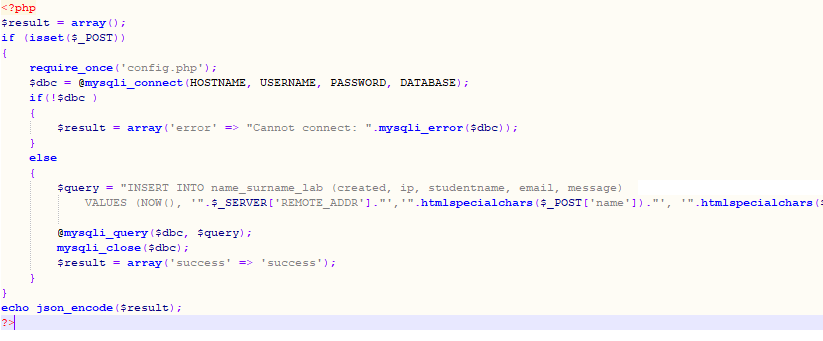 <?php
$result = array();
if (isset($_POST))
{
    require_once('config.php');
    $dbc = @mysqli_connect(HOSTNAME, USERNAME, PASSWORD, DATABASE);
    if(!$dbc )
    {
        $result = array('error' => "Cannot connect: ".mysqli_error($dbc));
    }
    else
    {
        $query = "INSERT INTO name_surname_lab (created, ip, studentname, email, message)
            VALUES (NOW(), '".$_SERVER['REMOTE_ADDR']."','".htmlspecialchars($_POST['name'])."', '".htmlspecialchars($
        @mysqli_query($dbc, $query);
        mysqli_close($dbc);
        $result = array('success' => 'success');
    }
}
echo json_encode($result);
?>